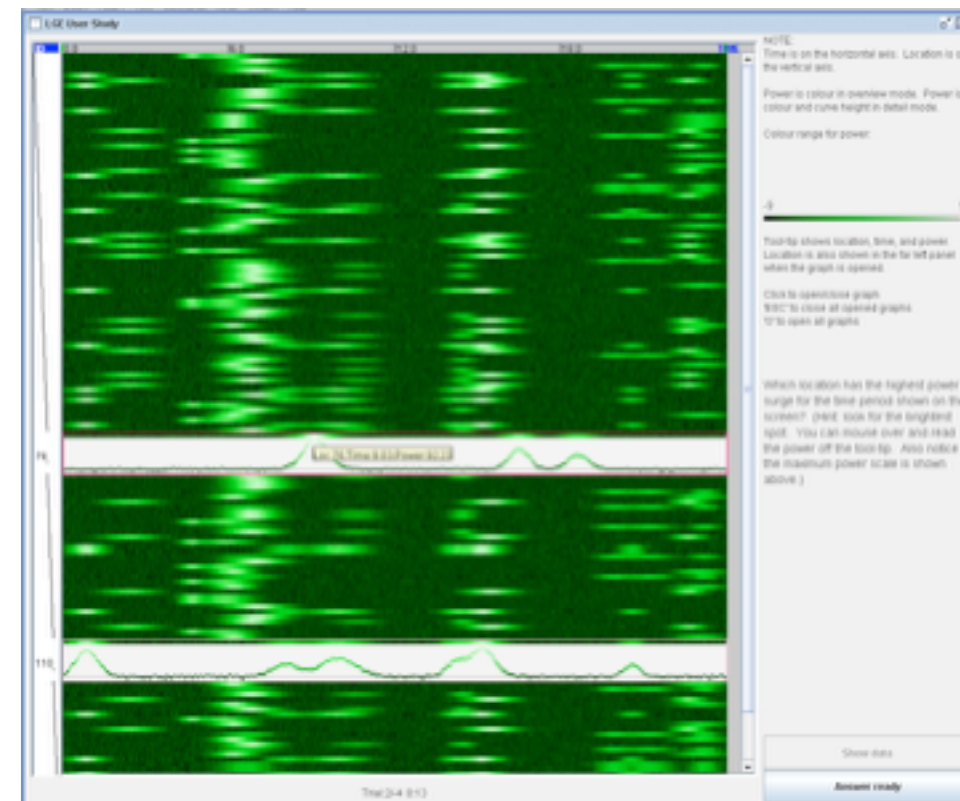 LGE User Study
NOTE:
Time is on the horizontal axis. Location is o
the vertical axis.
Power is colour in overview mode. Power is
colour and curve height in detail mode.
Colour range for power:
Tool-tip shows location, time, and power.
Location is also shown in the far left panel
when the graph is opened.
Click to open/close graph
'ESC' to close all opened graphs
'O' to open all graphs
Which location has the highest power
surge for the time period shown on the
screen? (Hint: look for the brightest
spot. You can mouse over and read
the power off the tool-tip. Also notice
the maximum power scale is shown
above.)
110,
Show data
Answer ready